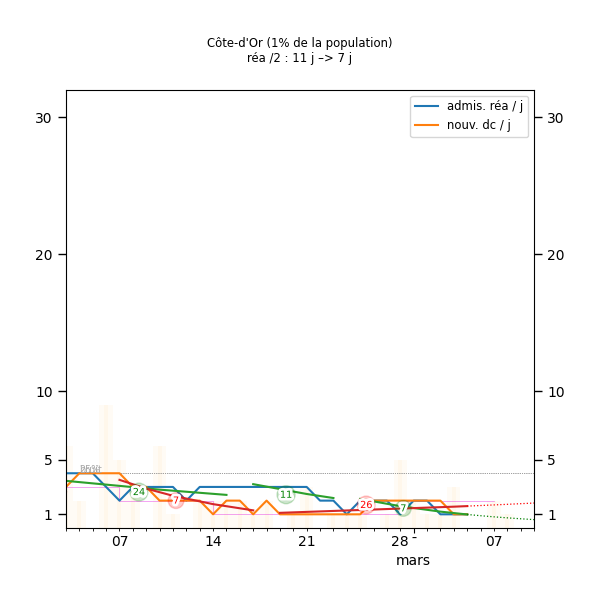 Côte-d'Or (1% de la population)
réa /2 : 11 j –> 7 j
admis. réa / j
nouv. dc / j
30 30
20 20
10 10
5 5
1 1
24 7 11 26 7
07 14 21 28 07
mars